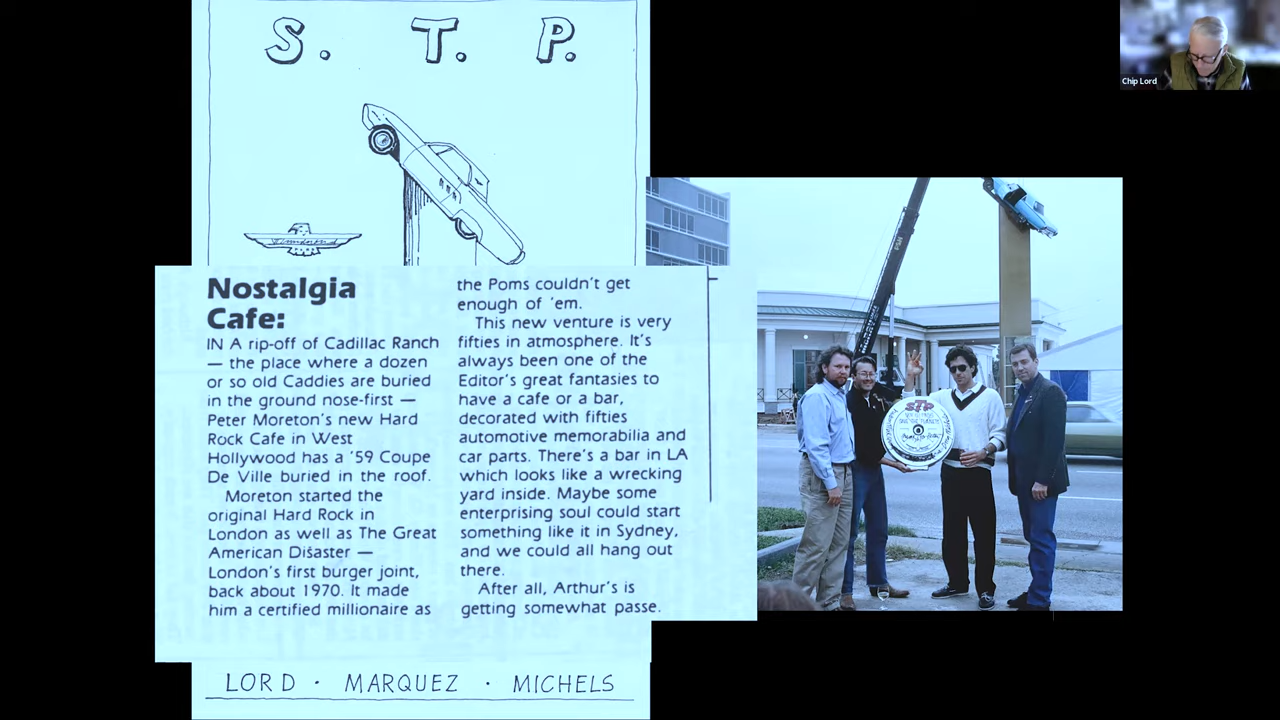 S. T. P.
Thunderbird
Nostalgia
Cafe:
IN A rip-off of Cadillac Ranch
— the place where a dozen
or so old Caddies are buried
in the ground nose-first —
Peter Moreton's new Hard
Rock Cafe in West
Hollywood has a '59 Coupe
De Ville buried in the roof.
Moreton started the
original Hard Rock in
London as well as The Great
American Disaster —
London's first burger joint,
back about 1970. It made
him a certified millionaire as
the Poms couldn't get
enough of 'em.
This new venture is very
fifties in atmosphere. It's
always been one of the
Editor's great fantasies to
have a cafe or a bar,
decorated with fifties
automotive memorabilia and
car parts. There's a bar in LA
which looks like a wrecking
yard inside. Maybe some
enterprising soul could start
something like it in Sydney,
and we could all hang out
there.
After all, Arthur's is
getting somewhat passe.
LORD · MARQUEZ · MICHELS
STP
Chip Lord